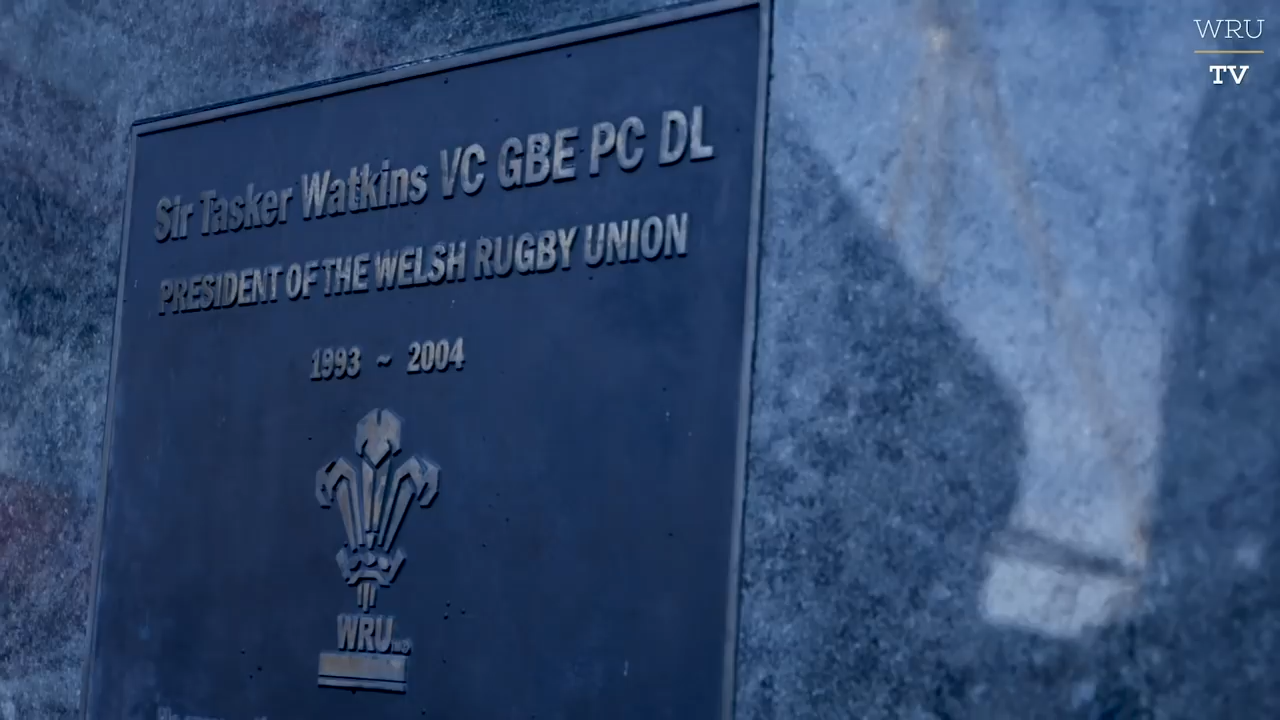 WRU
TV
Sir Tasker Watkins VC GBE PC DL
PRESIDENT OF THE WELSH RUGBY UNION
1993 ~ 2004
WRU